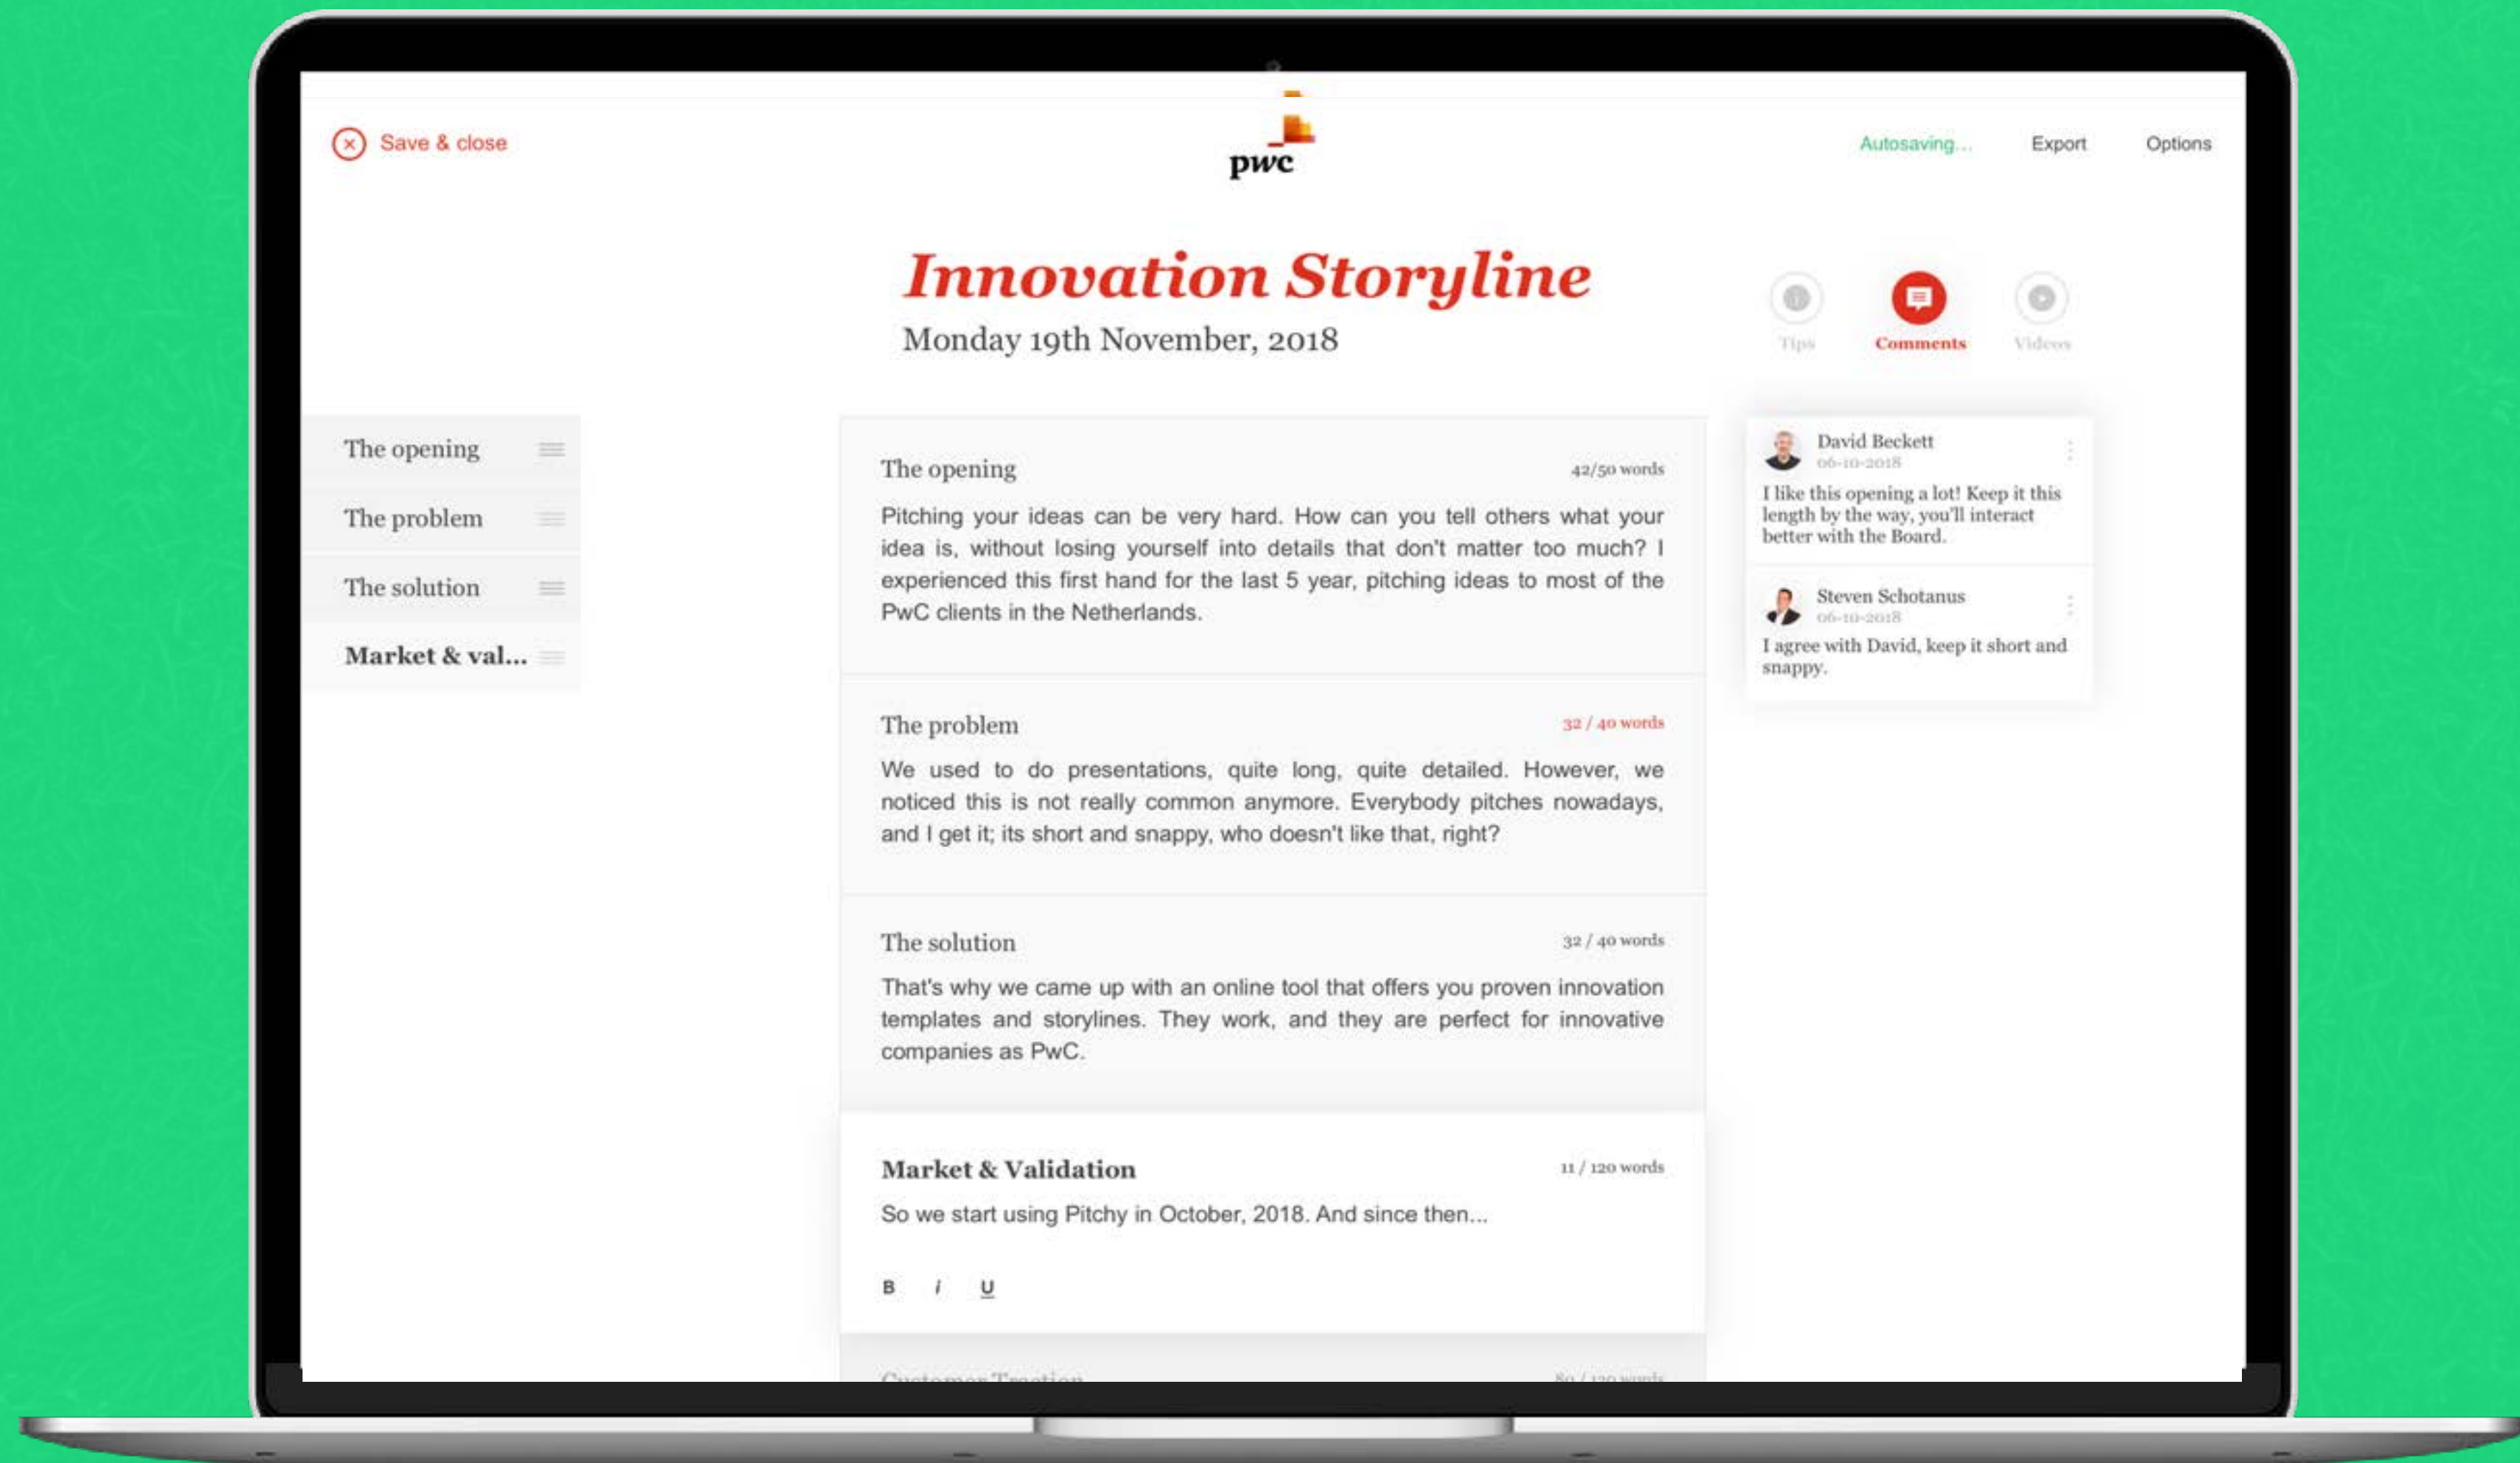 Save & close
pwc
Autosaving...
Export
Options
Innovation Storyline
Monday 19th November, 2018
Tips
Comments
Videos
The opening
The problem
The solution
Market & val...
The opening
42/50 words
Pitching your ideas can be very hard. How can you tell others what your
idea is, without losing yourself into details that don't matter too much? I
experienced this first hand for the last 5 year, pitching ideas to most of the
PwC clients in the Netherlands.
The problem
32 / 40 words
We used to do presentations, quite long, quite detailed. However, we
noticed this is not really common anymore. Everybody pitches nowadays,
and I get it; its short and snappy, who doesn't like that, right?
The solution
32 / 40 words
That's why we came up with an online tool that offers you proven innovation
templates and storylines. They work, and they are perfect for innovative
companies as PwC.
Market & Validation
11 / 120 words
So we start using Pitchy in October, 2018. And since then...
B i U
Customer Traction
80 / 120 words
David Beckett
06-10-2018
I like this opening a lot! Keep it this
length by the way, you'll interact
better with the Board.
Steven Schotanus
06-10-2018
I agree with David, keep it short and
snappy.